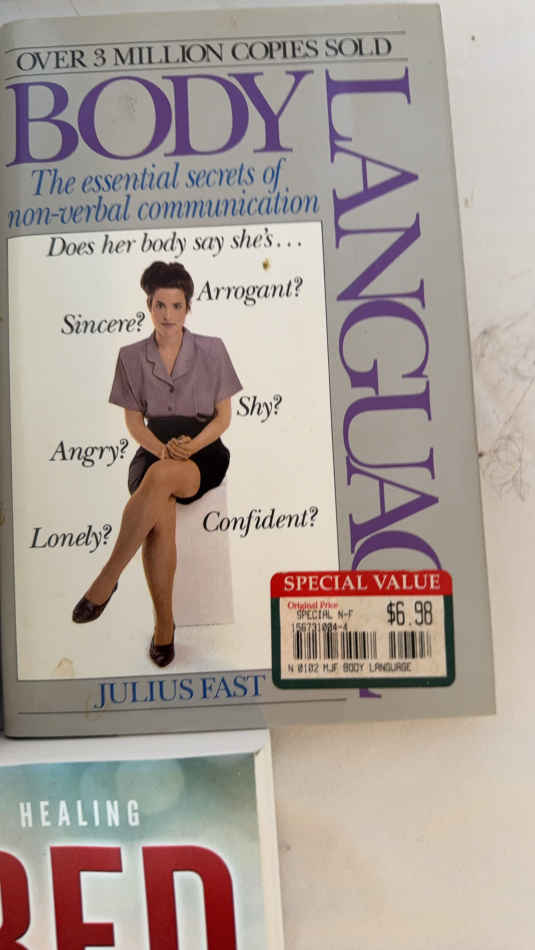 OVER 3 MILLION COPIES SOLD
BODY
LANGUAG
The essential secrets of
non-verbal communication
Does her body say she's...
Arrogant?
Sincere?
Shy?
Angry?
Confident?
Lonely?
SPECIAL VALUE
Original Price
SPECIAL N-F
$6.98
156731004-4
N 0102 MJF BODY LANGUAGE
JULIUS FAST
HEALING
RED